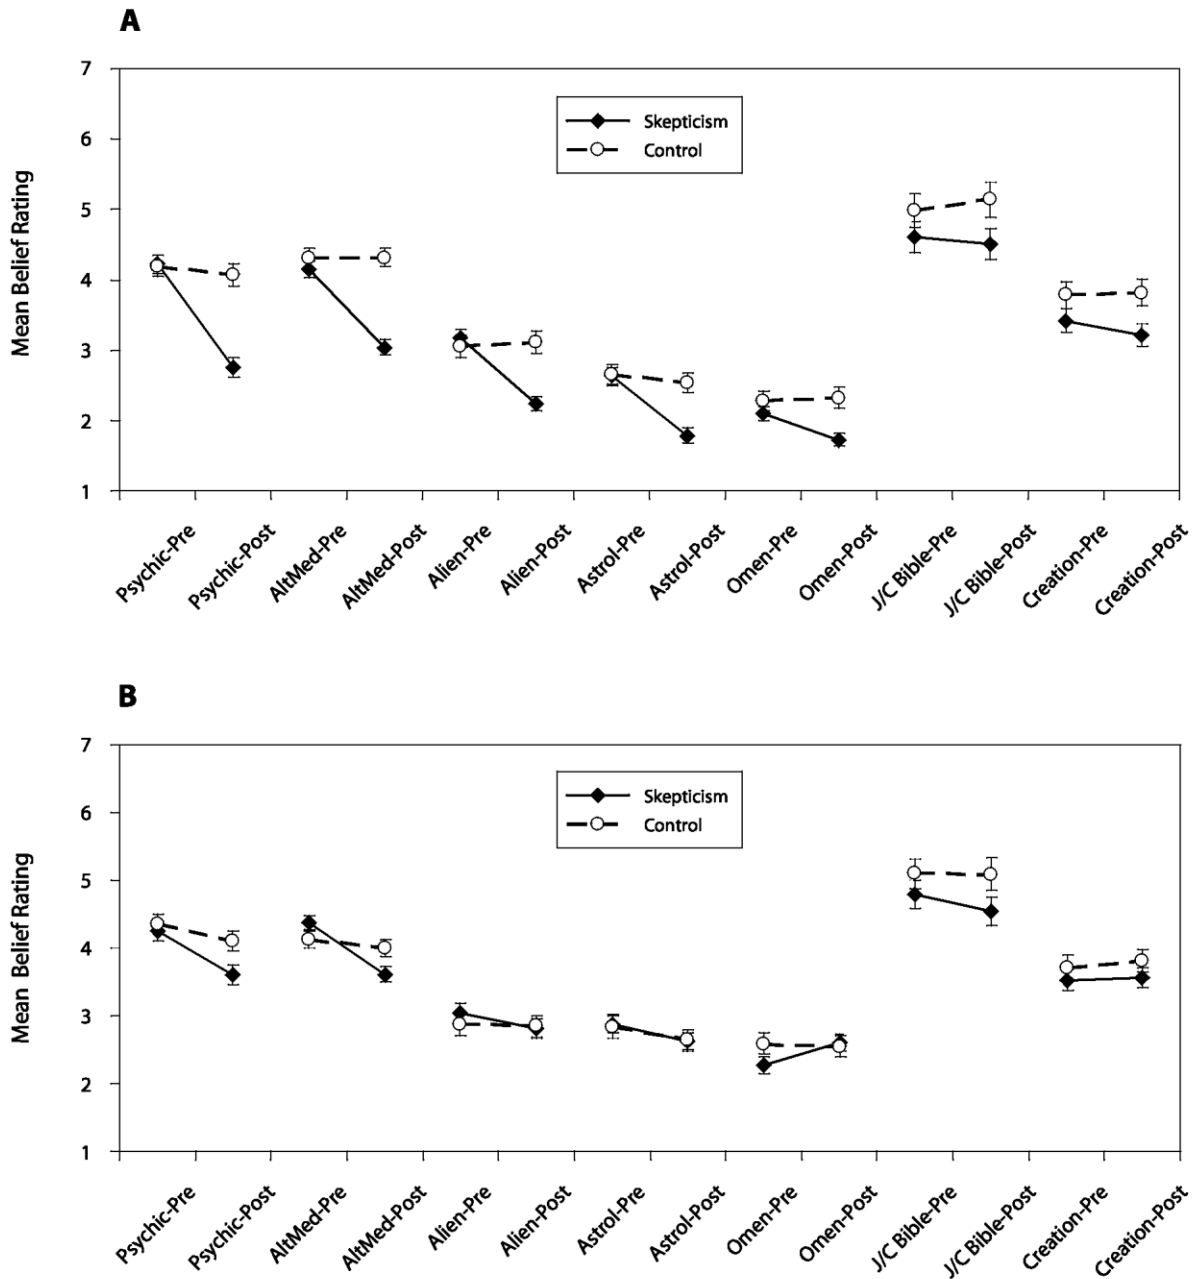 A
7
6
5
4
3
2
1
Mean Belief Rating
Skepticism
Control
Psychic-Pre
Psychic-Post
AltMed-Pre
AltMed-Post
Alien-Pre
Alien-Post
Astrol-Pre
Astrol-Post
Omen-Pre
Omen-Post
J/C Bible-Pre
J/C Bible-Post
Creation-Pre
Creation-Post
B
7
6
5
4
3
2
1
Mean Belief Rating
Skepticism
Control
Psychic-Pre
Psychic-Post
AltMed-Pre
AltMed-Post
Alien-Pre
Alien-Post
Astrol-Pre
Astrol-Post
Omen-Pre
Omen-Post
J/C Bible-Pre
J/C Bible-Post
Creation-Pre
Creation-Post